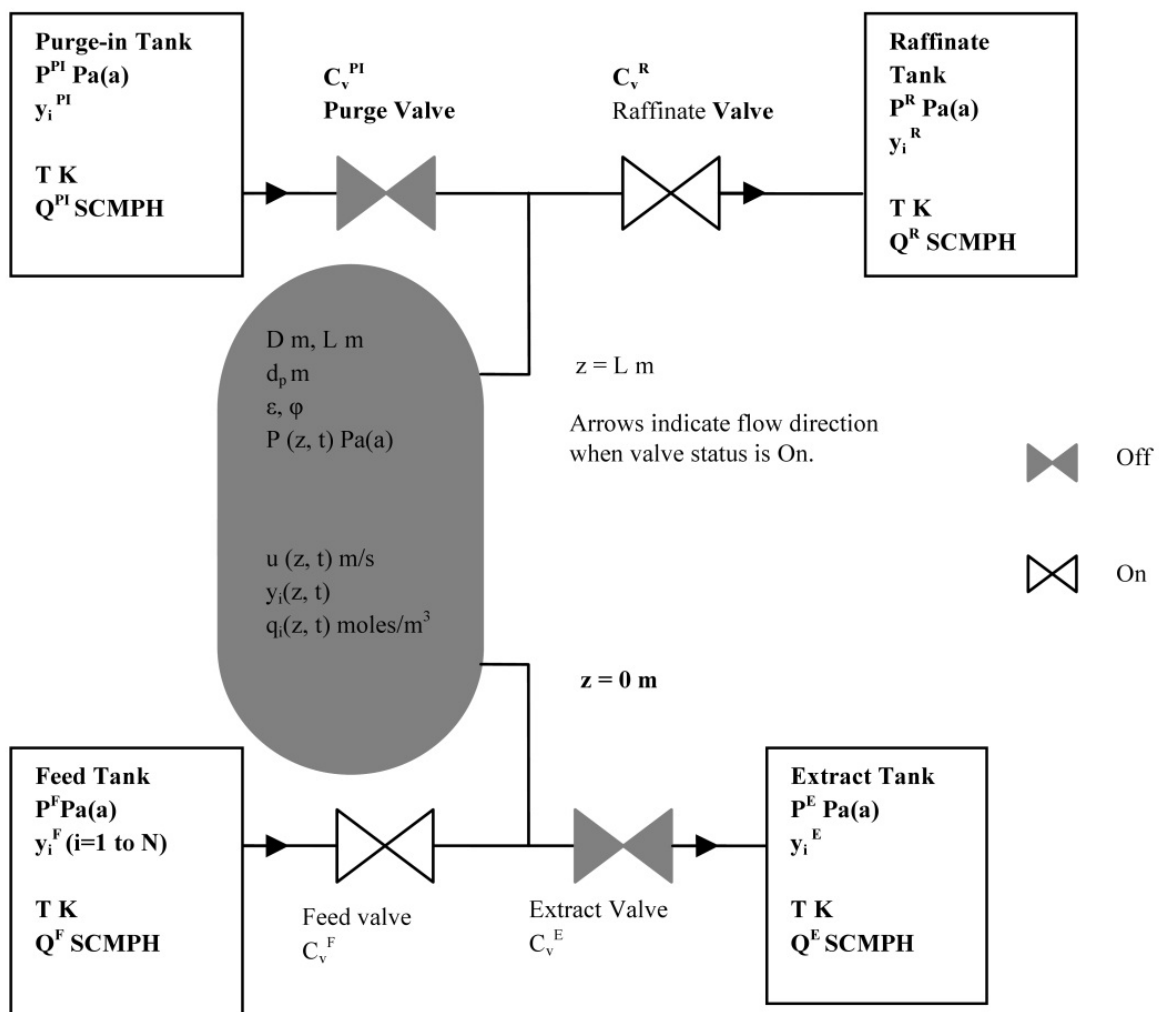 Purge-in Tank
P^PI Pa(a)
y_i^PI
T K
Q^PI SCMPH
C_v^PI
Purge Valve
C_v^R
Raffinate Valve
Raffinate
Tank
P^R Pa(a)
y_i^R
T K
Q^R SCMPH
D m, L m
d_p m
ε, φ
P (z, t) Pa(a)
u (z, t) m/s
y_i(z, t)
q_i(z, t) moles/m^3
z = L m
Arrows indicate flow direction
when valve status is On.
Off
On
z = 0 m
Feed Tank
P^F Pa(a)
y_i^F (i=1 to N)
T K
Q^F SCMPH
Feed valve
C_v^F
Extract Valve
C_v^E
Extract Tank
P^E Pa(a)
y_i^E
T K
Q^E SCMPH